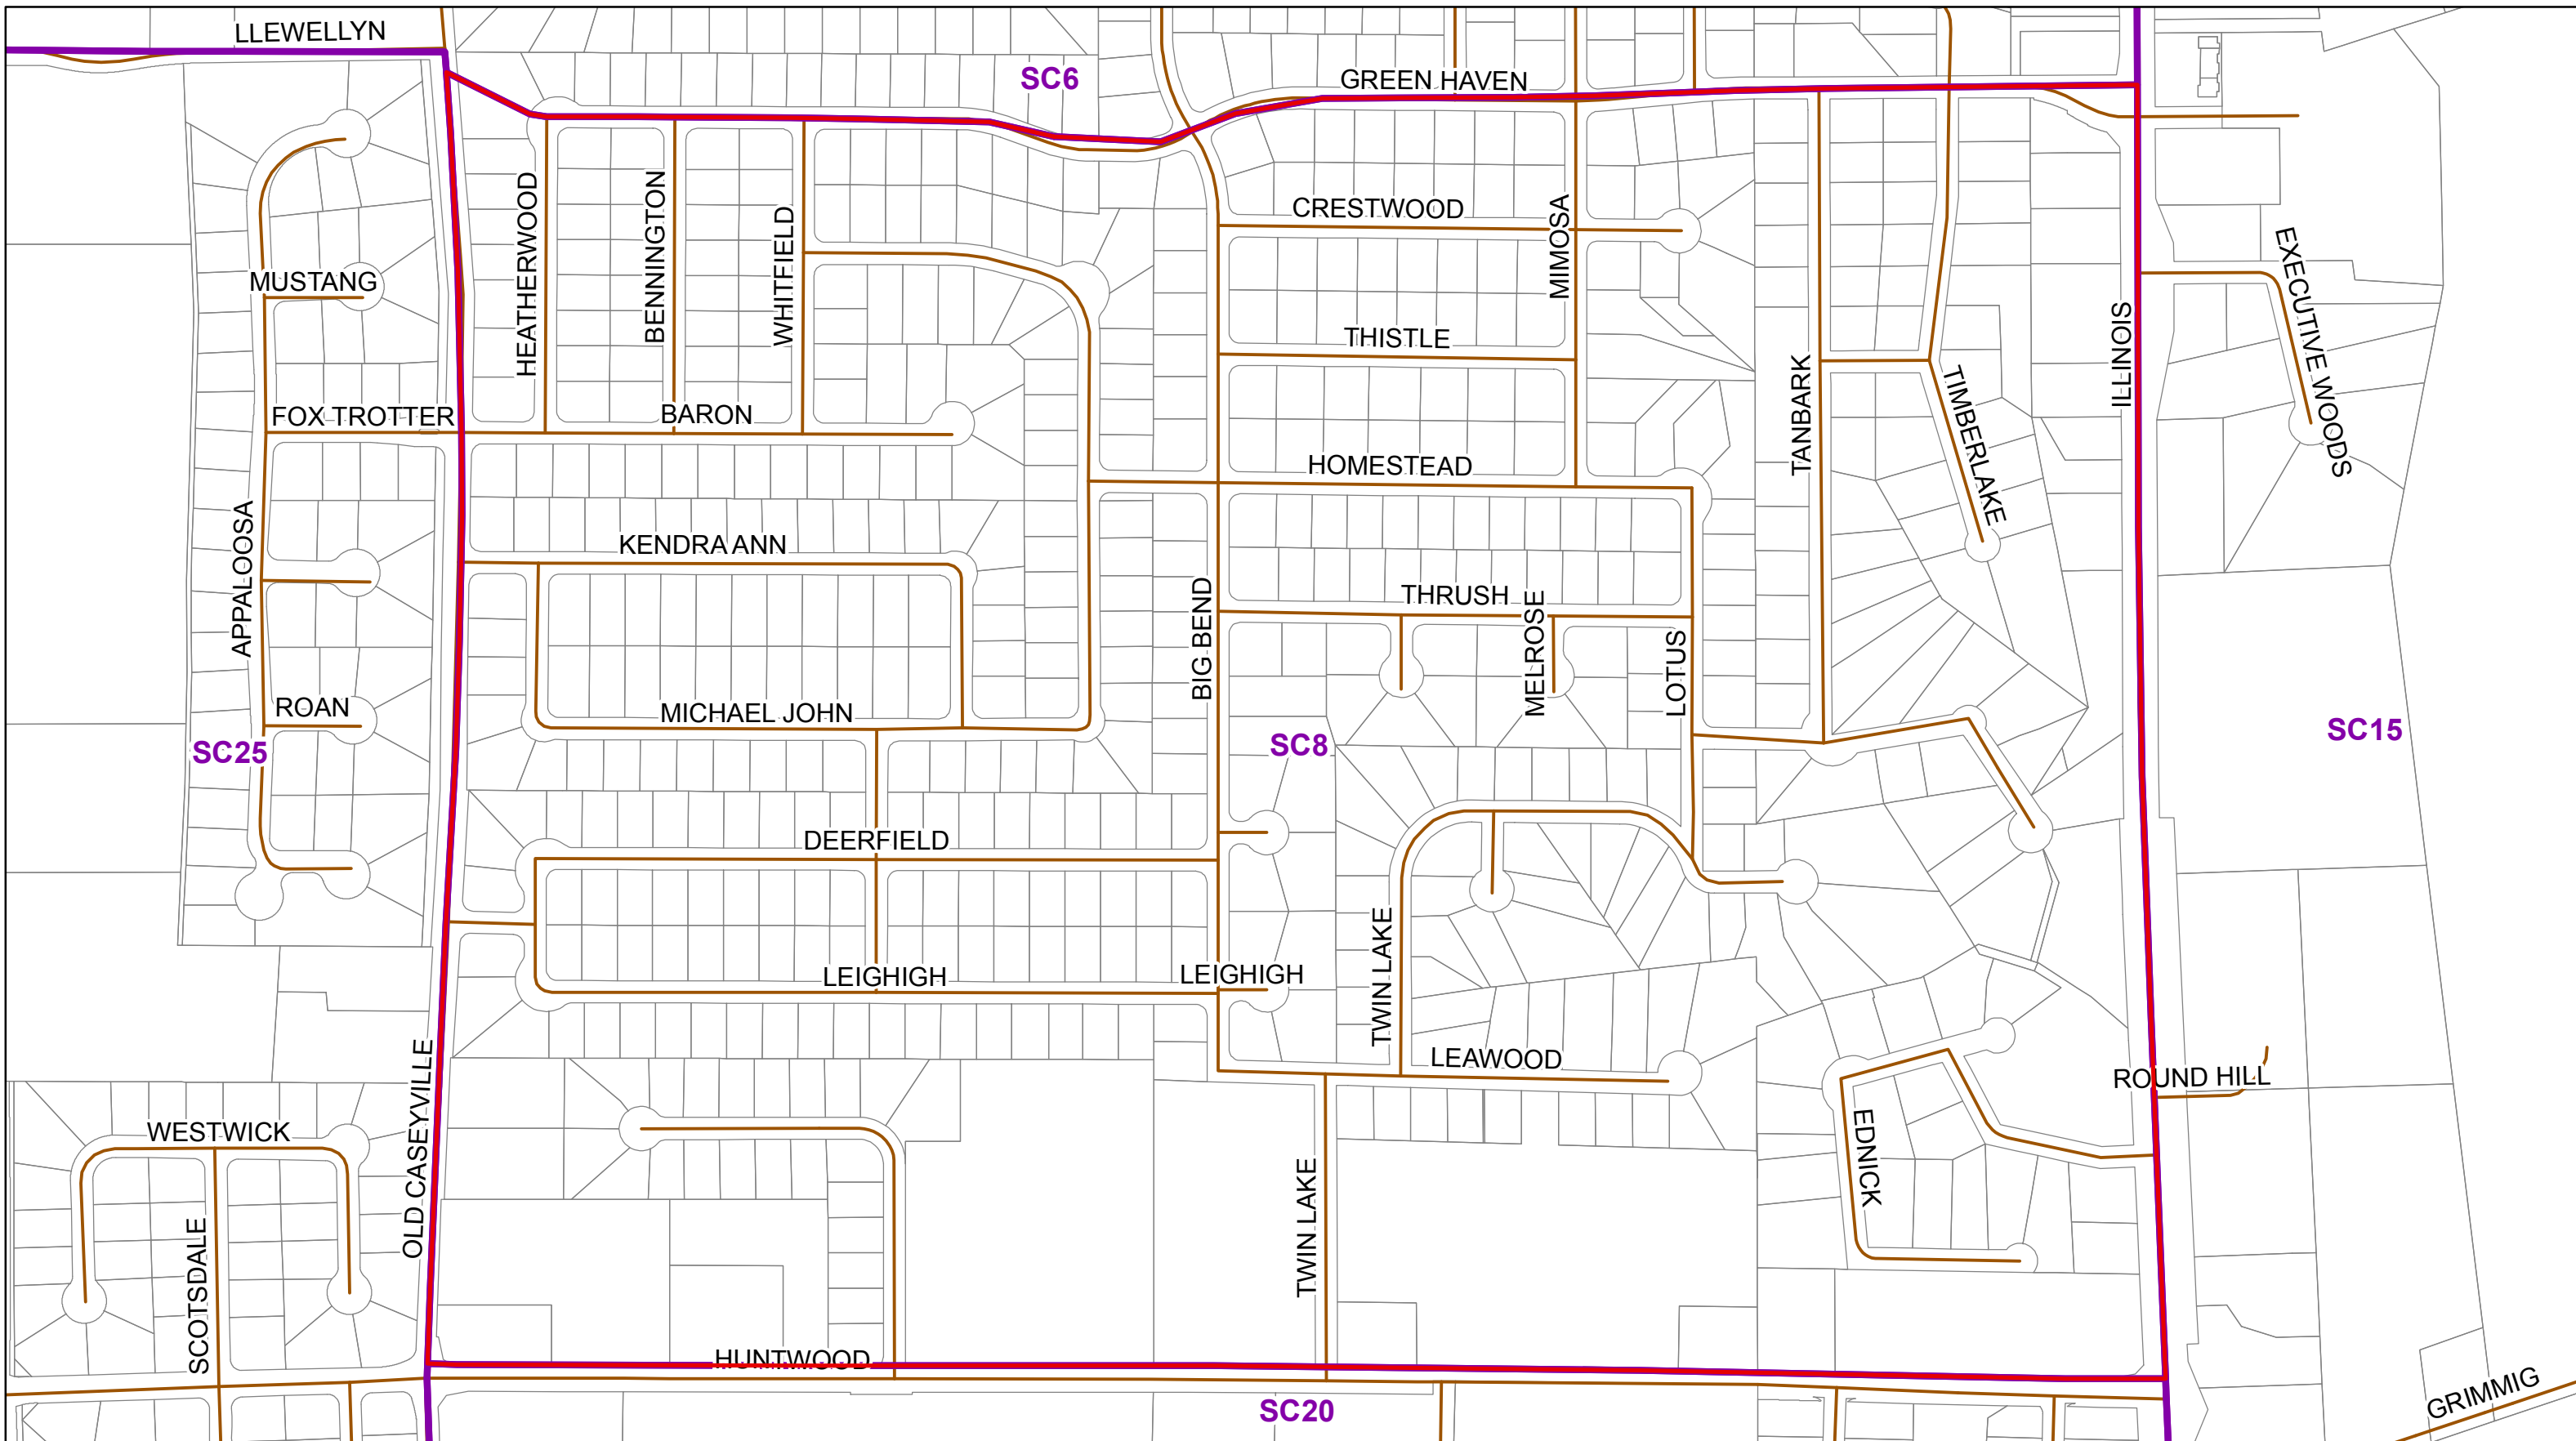 LLEWELLYN
SC6
GREEN HAVEN
CRESTWOOD
HEATHERWOOD
BENNINGTON
WHITFIELD
MIMOSA
MUSTANG
EXECUTIVE WOODS
THISTLE
ILLINOIS
TANBARK
TIMBERLAKE
FOX TROTTER
BARON
HOMESTEAD
APPALOOSA
KENDRA ANN
THRUSH
MELROSE
BIG BEND
LOTUS
ROAN
MICHAEL JOHN
SC25
SC8
SC15
DEERFIELD
LEIGHIGH
LEIGHIGH
TWIN LAKE
LEAWOOD
ROUND HILL
OLD CASEYVILLE
WESTWICK
EDNICK
TWIN LAKE
SCOTSDALE
HUNTWOOD
SC20
GRIMMIG